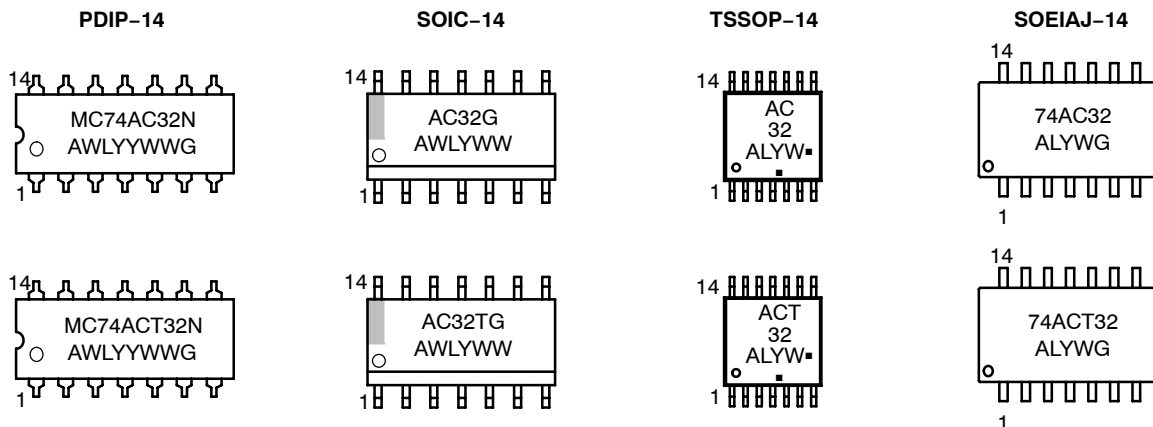 PDIP−14
SOIC−14
TSSOP−14
SOEIAJ−14
14
MC74AC32N
AWLYYWWG
1
14
AC32G
AWLYWW
1
14
AC
32
ALYW▪
▪
1
14
74AC32
ALYWG
1
14
MC74ACT32N
AWLYYWWG
1
14
AC32TG
AWLYWW
1
14
ACT
32
ALYW▪
▪
1
14
74ACT32
ALYWG
1